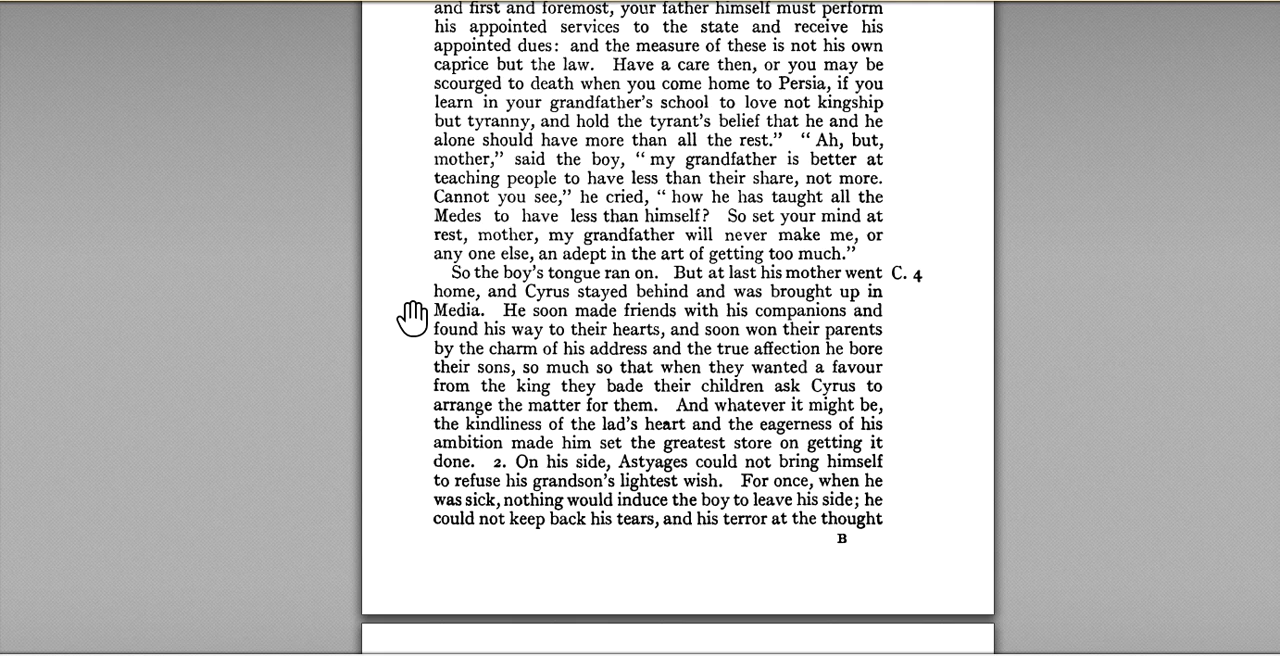 and first and foremost, your father himself must perform
his appointed services to the state and receive his
appointed dues: and the measure of these is not his own
caprice but the law. Have a care then, or you may be
scourged to death when you come home to Persia, if you
learn in your grandfather's school to love not kingship
but tyranny, and hold the tyrant's belief that he and he
alone should have more than all the rest.” “ Ah, but,
mother,” said the boy, “ my grandfather is better at
teaching people to have less than their share, not more.
Cannot you see,” he cried, “ how he has taught all the
Medes to have less than himself? So set your mind at
rest, mother, my grandfather will never make me, or
any one else, an adept in the art of getting too much.”
So the boy's tongue ran on. But at last his mother went C. 4
home, and Cyrus stayed behind and was brought up in
Media. He soon made friends with his companions and
found his way to their hearts, and soon won their parents
by the charm of his address and the true affection he bore
their sons, so much so that when they wanted a favour
from the king they bade their children ask Cyrus to
arrange the matter for them. And whatever it might be,
the kindliness of the lad's heart and the eagerness of his
ambition made him set the greatest store on getting it
done. 2. On his side, Astyages could not bring himself
to refuse his grandson's lightest wish. For once, when he
was sick, nothing would induce the boy to leave his side; he
could not keep back his tears, and his terror at the thought
B